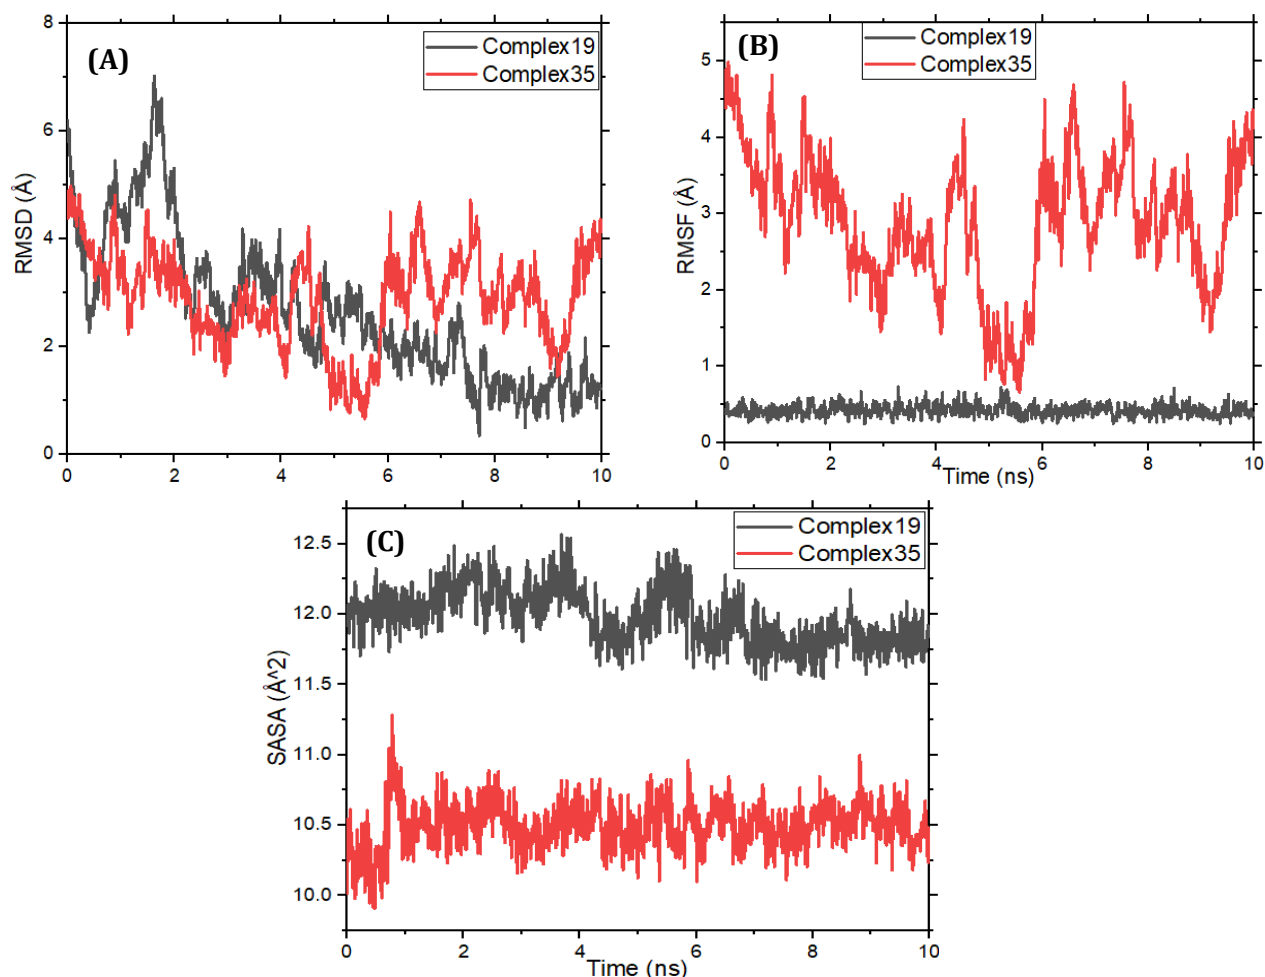 (A)
Complex19
Complex35
RMSD (Å)
8
6
4
2
0
0 2 4 6 8 10
(B)
Complex19
Complex35
RMSF (Å)
5
4
3
2
1
0
0 2 4 6 8 10
Time (ns)
(C)
Complex19
Complex35
SASA (Å^2)
12.5
12.0
11.5
11.0
10.5
10.0
0 2 4 6 8 10
Time (ns)